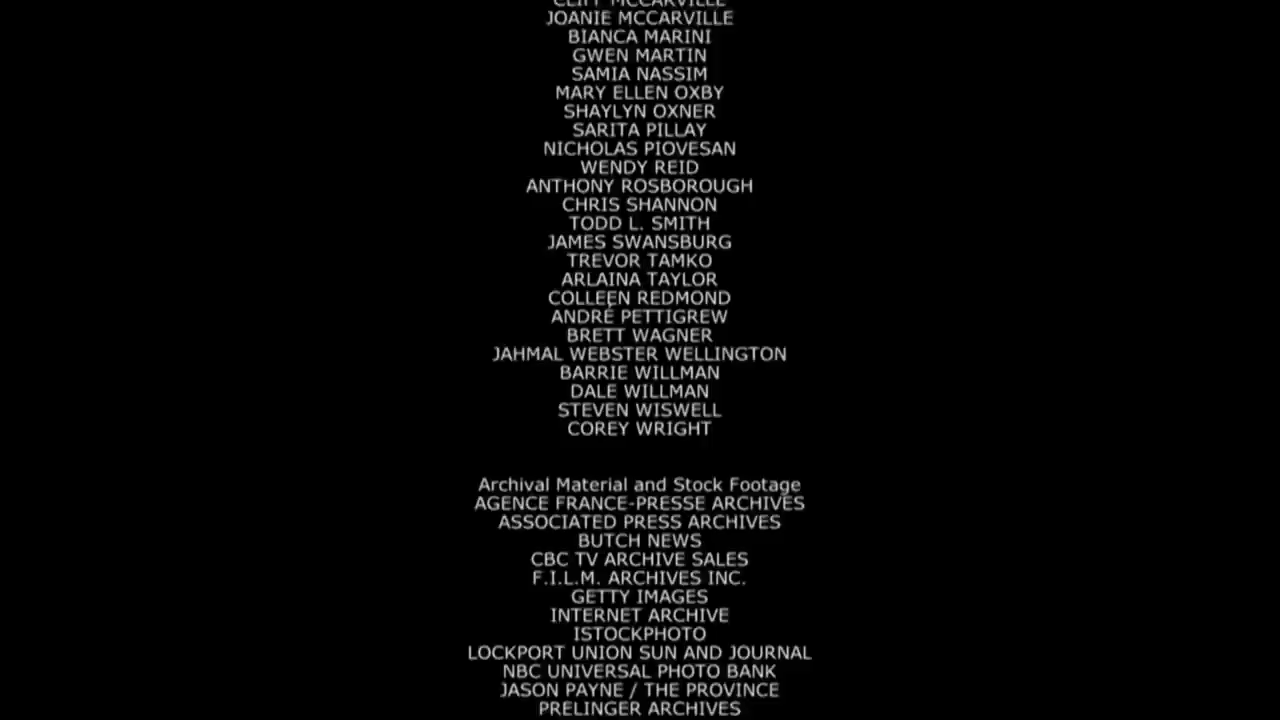 CLIFF MCCARVILLE
JOANIE MCCARVILLE
BIANCA MARINI
GWEN MARTIN
SAMIA NASSIM
MARY ELLEN OXBY
SHAYLYN OXNER
SARITA PILLAY
NICHOLAS PIOVESAN
WENDY REID
ANTHONY ROSBOROUGH
CHRIS SHANNON
TODD L. SMITH
JAMES SWANSBURG
TREVOR TAMKO
ARLAINA TAYLOR
COLLEEN REDMOND
ANDRÉ PETTIGREW
BRETT WAGNER
JAHMAL WEBSTER WELLINGTON
BARRIE WILLMAN
DALE WILLMAN
STEVEN WISWELL
COREY WRIGHT
Archival Material and Stock Footage
AGENCE FRANCE-PRESSE ARCHIVES
ASSOCIATED PRESS ARCHIVES
BUTCH NEWS
CBC TV ARCHIVE SALES
F.I.L.M. ARCHIVES INC.
GETTY IMAGES
INTERNET ARCHIVE
ISTOCKPHOTO
LOCKPORT UNION SUN AND JOURNAL
NBC UNIVERSAL PHOTO BANK
JASON PAYNE / THE PROVINCE
PRELINGER ARCHIVES